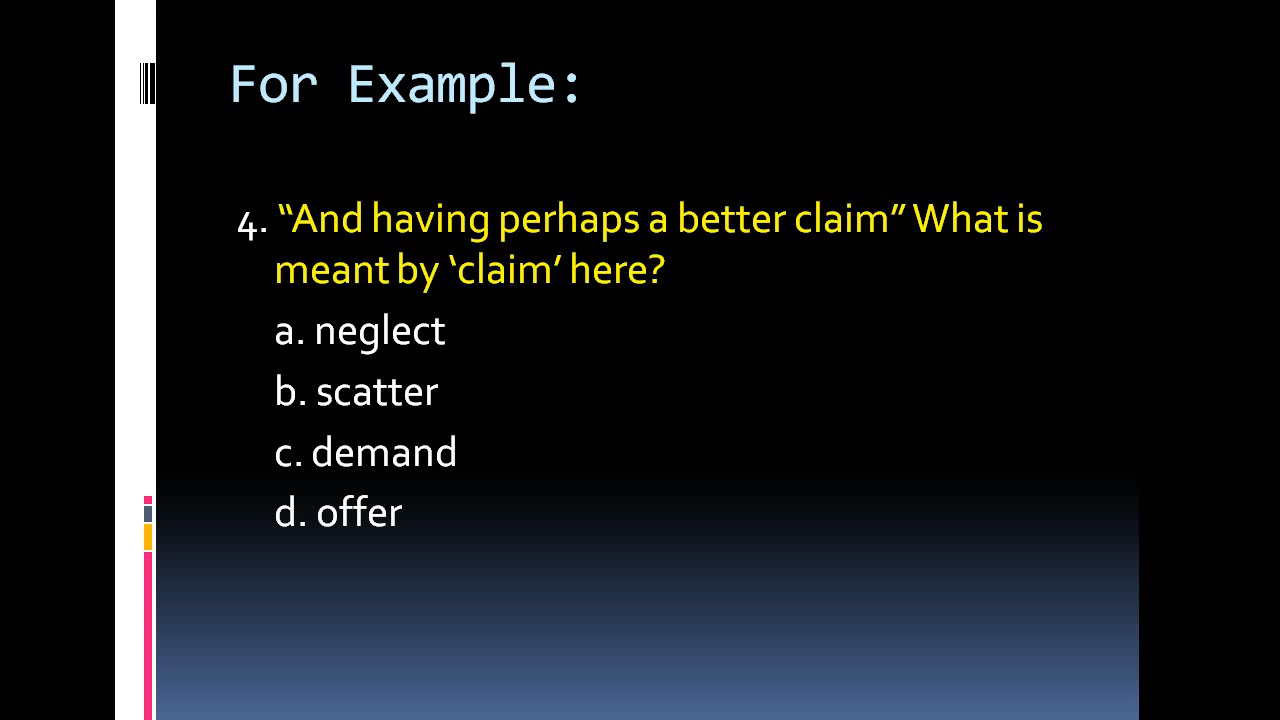 For Example:
4. “And having perhaps a better claim” What is
meant by ‘claim’ here?
a. neglect
b. scatter
c. demand
d. offer